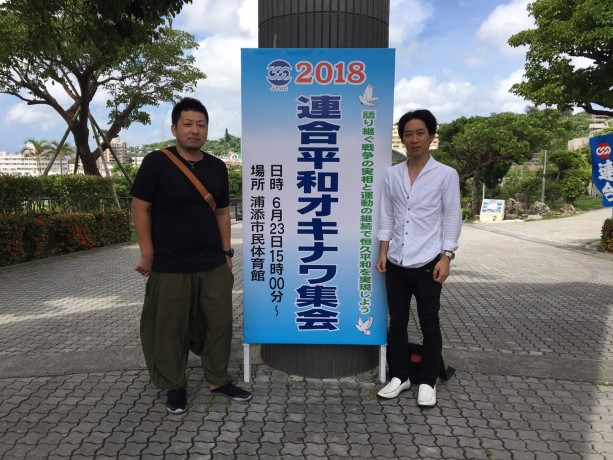 JTUC
2018
連合平和オキナワ集会
語り継ぐ戦争の実相と運動の継続で恒久平和を実現しよう
日時 6月23日15時00分~
場所 浦添市民体育館
連合